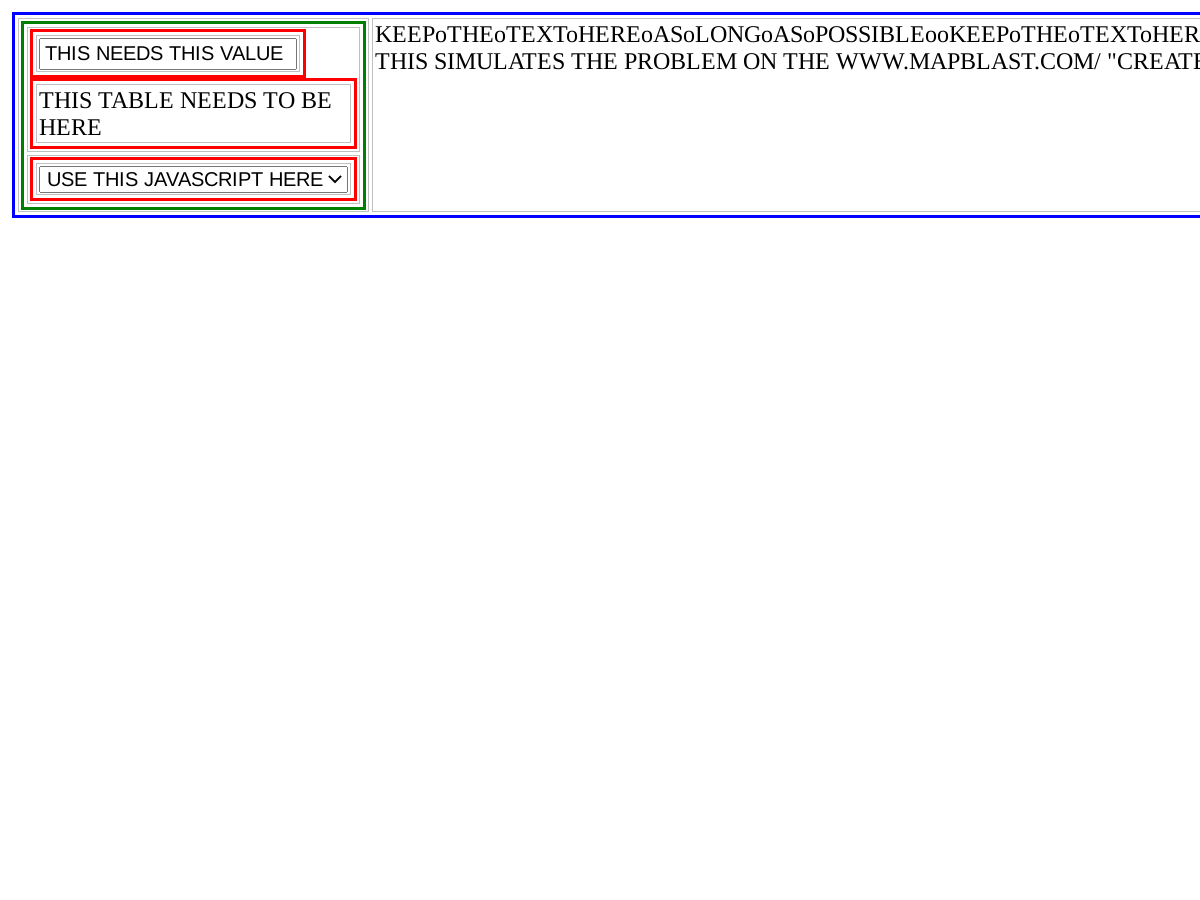 THIS NEEDS THIS VALUE
THIS TABLE NEEDS TO BE
HERE
USE THIS JAVASCRIPT HERE
KEEPoTHEoTEXToHEREoASoLONGoASoPOSSIBLEooKEEPoTHEoTEXToHER
THIS SIMULATES THE PROBLEM ON THE WWW.MAPBLAST.COM/ "CREATE